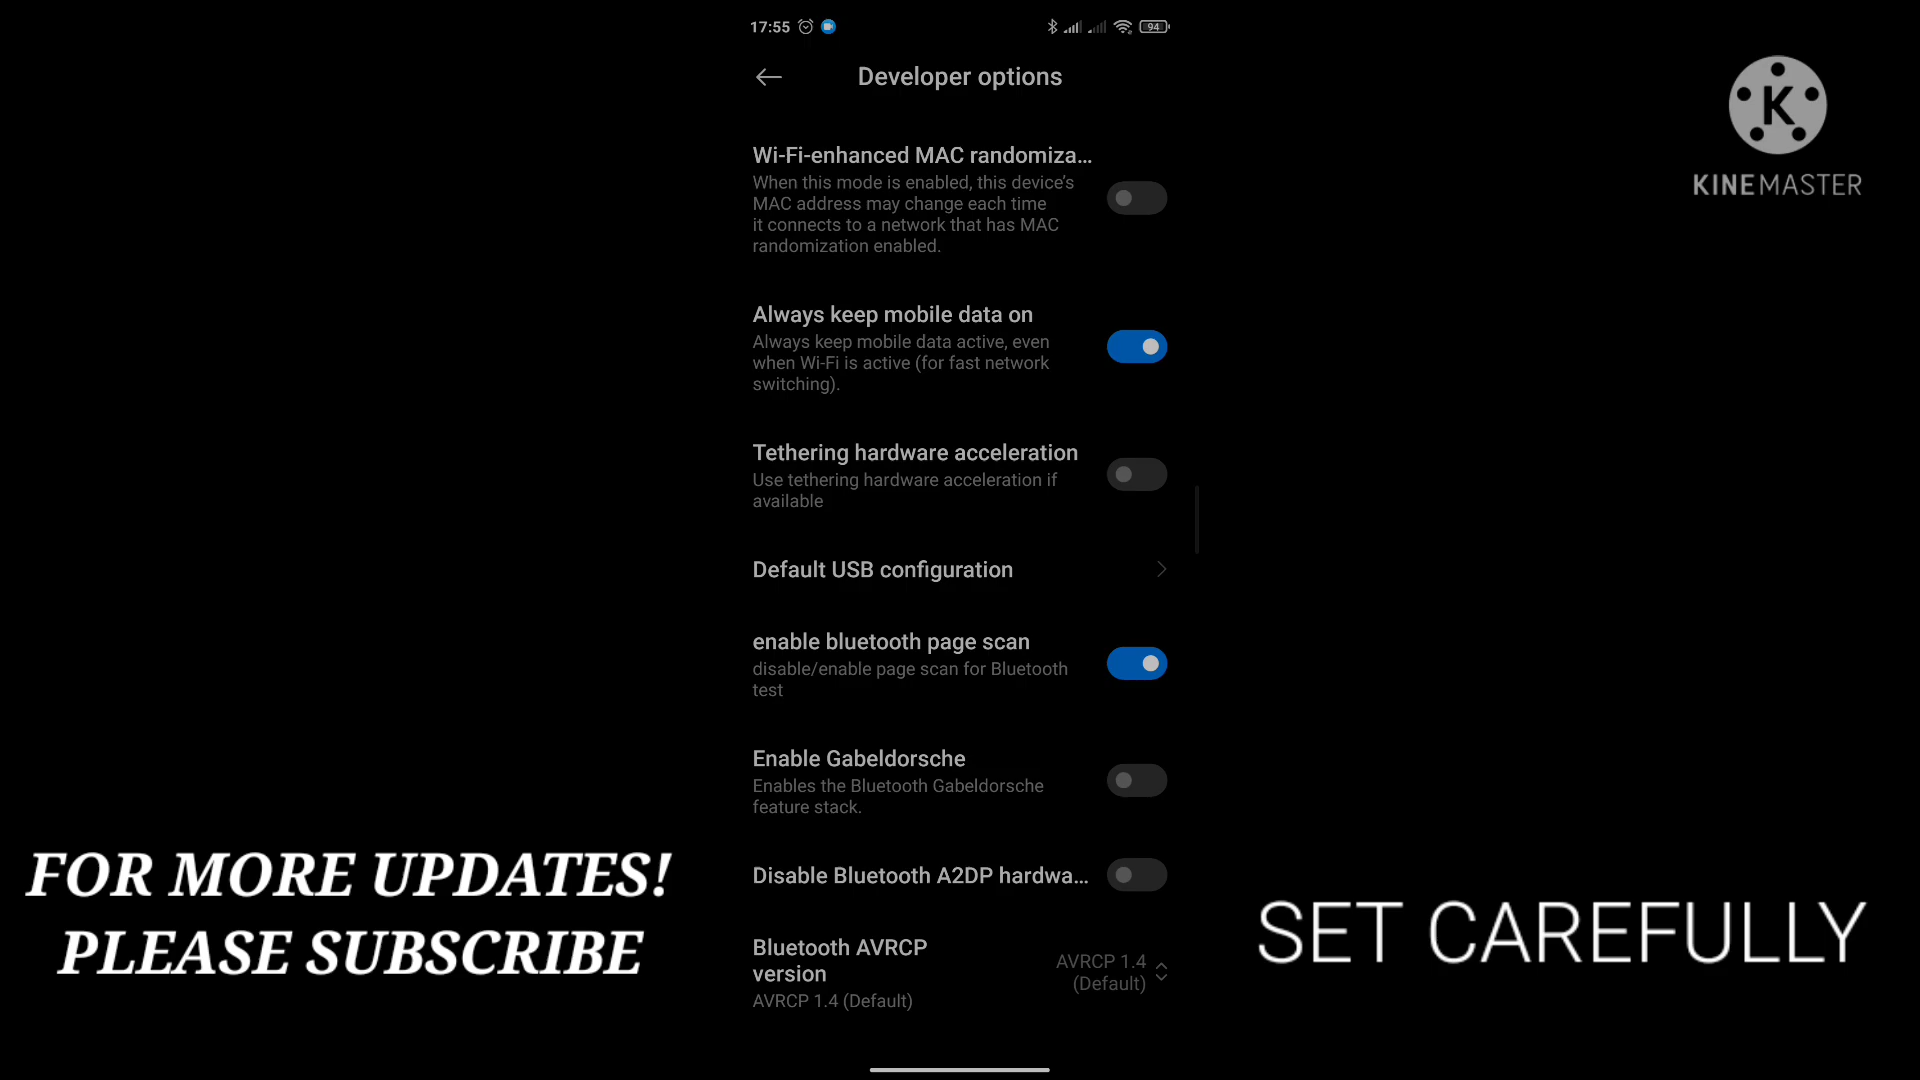 17:55
94
Developer options
Wi-Fi-enhanced MAC randomiza...
When this mode is enabled, this device's
MAC address may change each time
it connects to a network that has MAC
randomization enabled.
Always keep mobile data on
Always keep mobile data active, even
when Wi-Fi is active (for fast network
switching).
Tethering hardware acceleration
Use tethering hardware acceleration if
available
Default USB configuration
enable bluetooth page scan
disable/enable page scan for Bluetooth
test
Enable Gabeldorsche
Enables the Bluetooth Gabeldorsche
feature stack.
Disable Bluetooth A2DP hardwa...
Bluetooth AVRCP
version
AVRCP 1.4 (Default)
AVRCP 1.4
(Default)
K
KINEMASTER
FOR MORE UPDATES!
PLEASE SUBSCRIBE
SET CAREFULLY